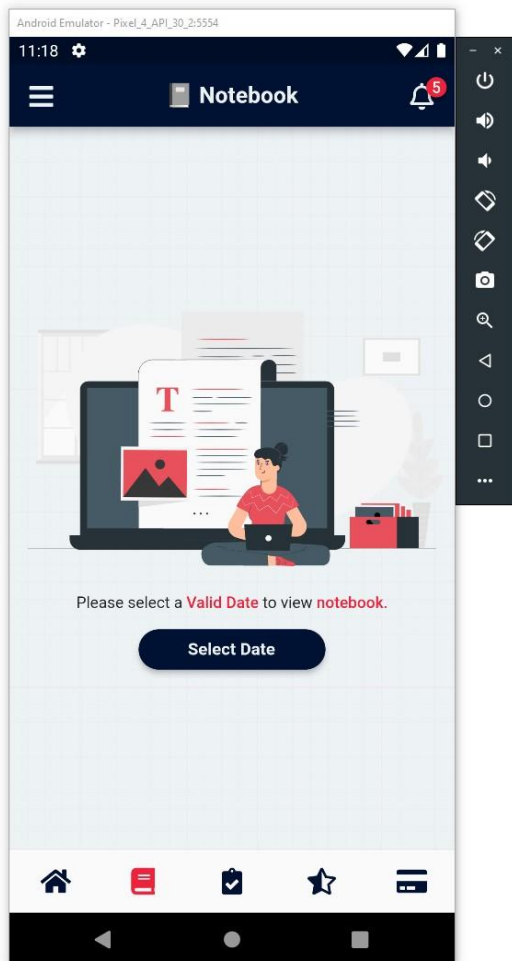 Android Emulator - Pixel_4_API_30_2:5554
11:18
Notebook
5
T
Please select a Valid Date to view notebook.
Select Date